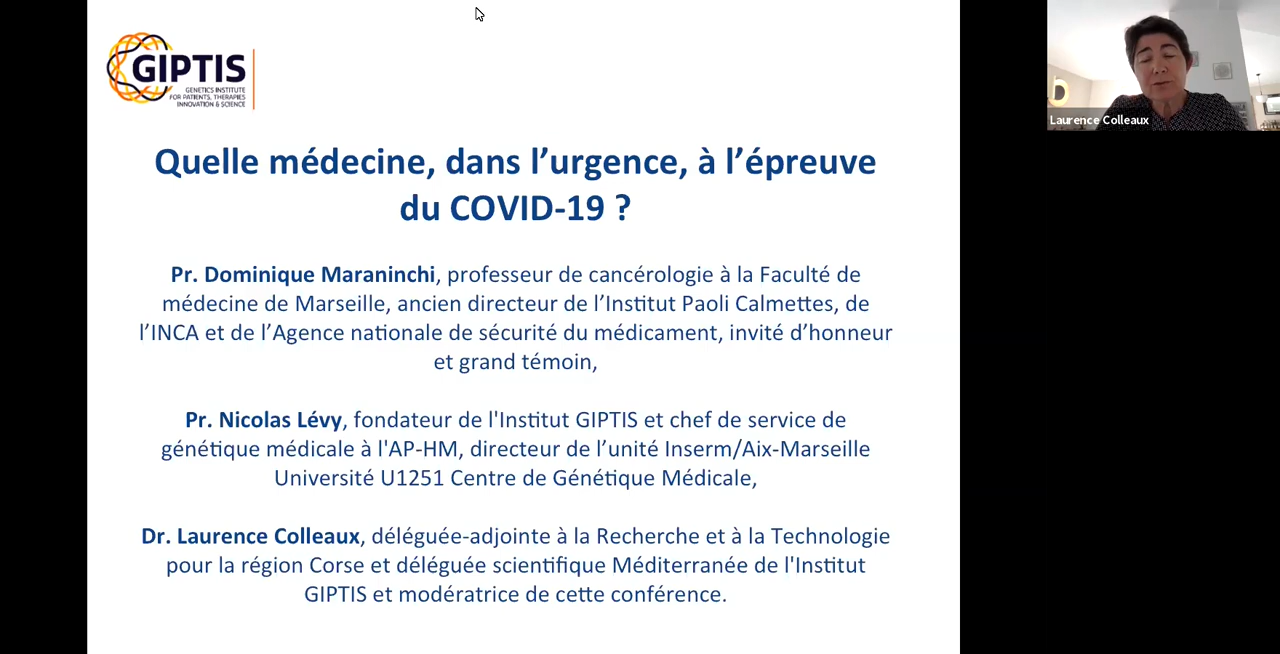 GIPTIS
GENETICS INSTITUTE
FOR PATIENTS, THERAPIES
INNOVATION & SCIENCE
Quelle médecine, dans l’urgence, à l’épreuve
du COVID-19 ?
Pr. Dominique Maraninchi, professeur de cancérologie à la Faculté de
médecine de Marseille, ancien directeur de l’Institut Paoli Calmettes, de
l’INCA et de l’Agence nationale de sécurité du médicament, invité d’honneur
et grand témoin,
Pr. Nicolas Lévy, fondateur de l'Institut GIPTIS et chef de service de
génétique médicale à l'AP-HM, directeur de l’unité Inserm/Aix-Marseille
Université U1251 Centre de Génétique Médicale,
Dr. Laurence Colleaux, déléguée-adjointe à la Recherche et à la Technologie
pour la région Corse et déléguée scientifique Méditerranée de l'Institut
GIPTIS et modératrice de cette conférence.
Laurence Colleaux